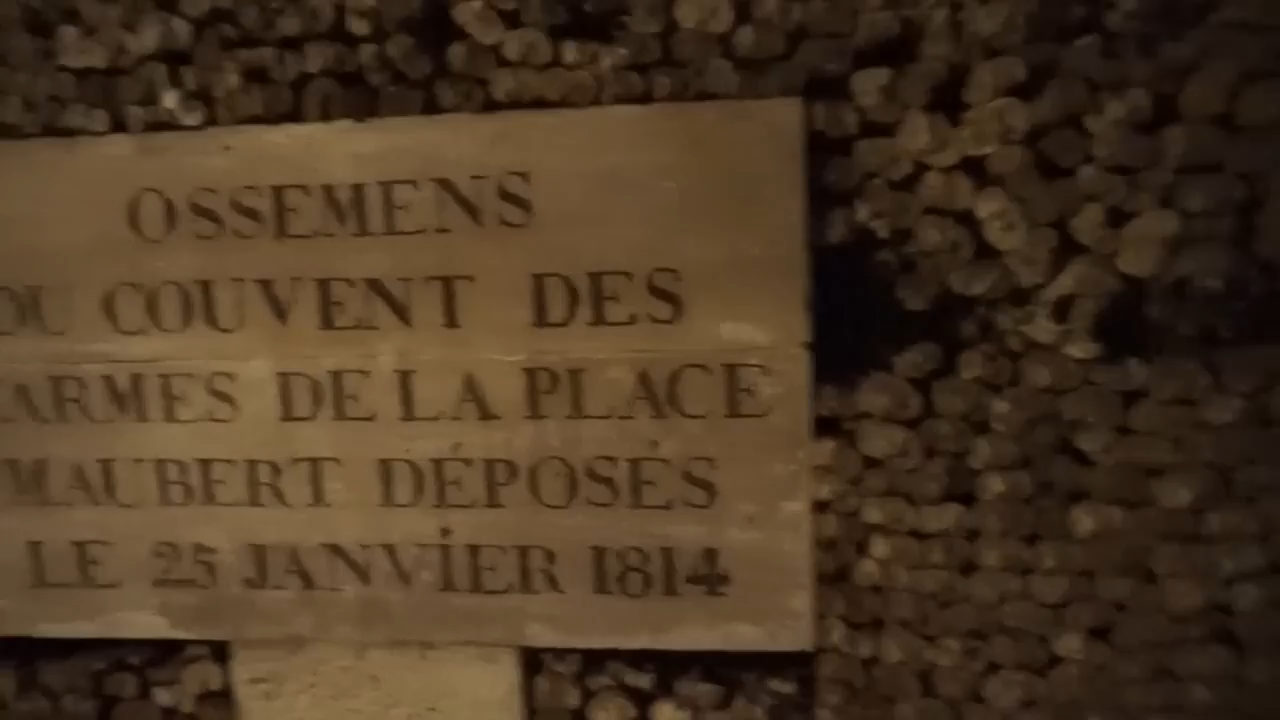 OSSEMENS
DU COUVENT DES
CARMES DE LA PLACE
MAUBERT DÉPOSÉS
LE 25 JANVIER 1814